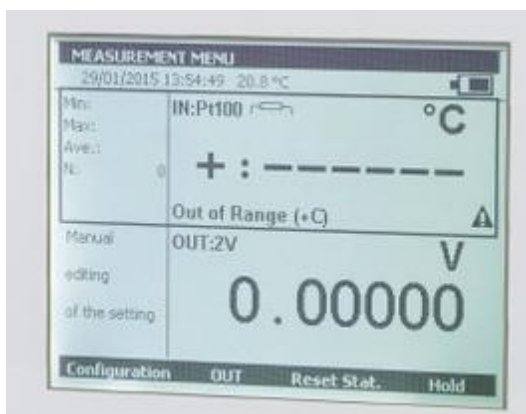 MEASUREMENT MENU
29/01/2015 13:54:49 20.8 °C
Min:
Max:
Ave.:
N: 0
IN:Pt100
°C
+:------
Out of Range (+C)
Manual
editing
of the setting
OUT:2V
V
0.00000
Configuration OUT Reset Stat. Hold